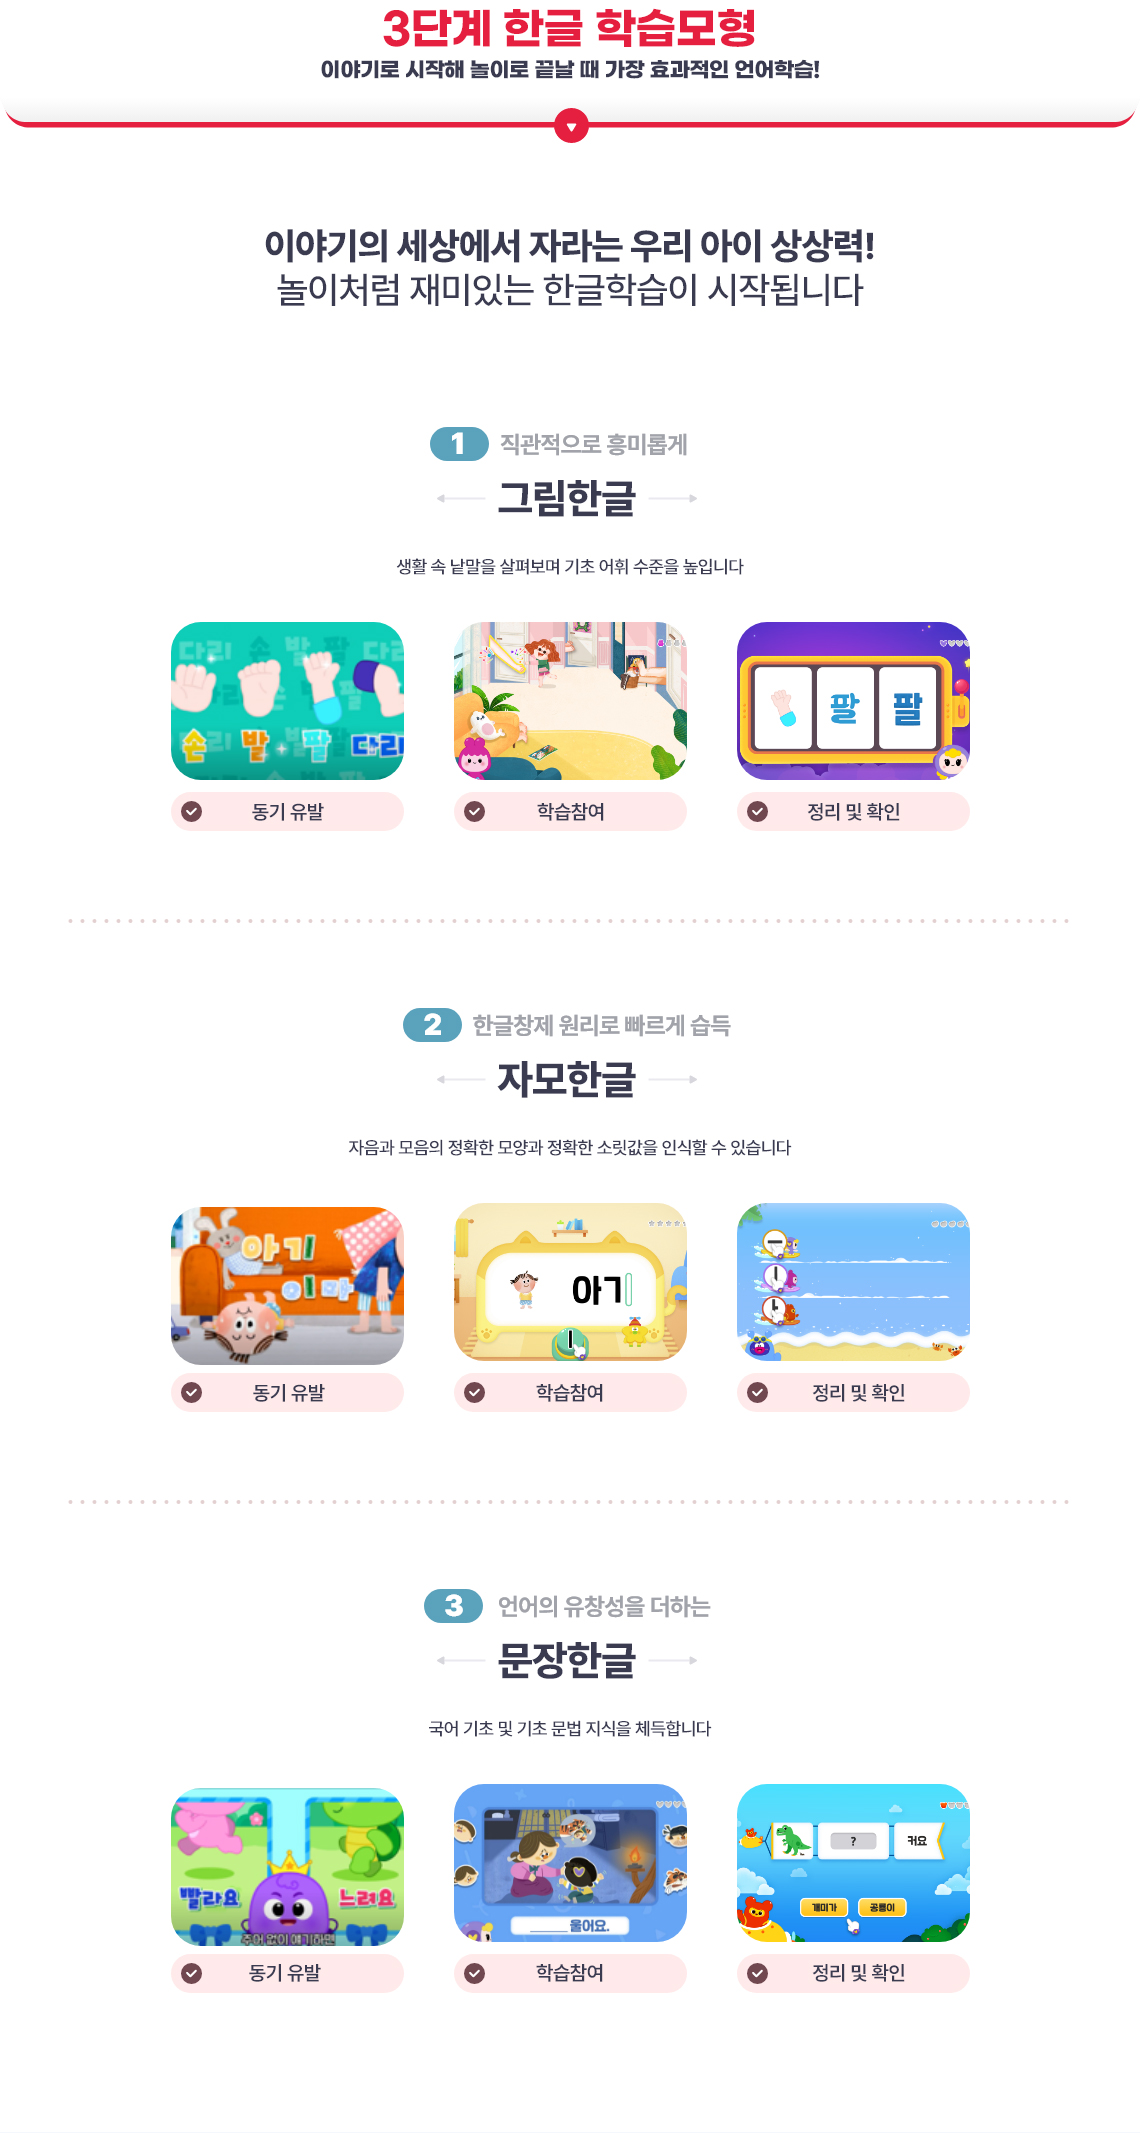 3단계 한글 학습모형
이야기로 시작해 놀이로 끝날 때 가장 효과적인 언어학습!
이야기의 세상에서 자라는 우리 아이 상상력!
놀이처럼 재미있는 한글학습이 시작됩니다
1 직관적으로 흥미롭게
그림한글
생활 속 낱말을 살펴보며 기초 어휘 수준을 높입니다
다리 손 발 팔 다리
손 발 팔 다리
팔 팔
동기 유발
학습참여
정리 및 확인
2 한글창제 원리로 빠르게 습득
자모한글
자음과 모음의 정확한 모양과 정확한 소릿값을 인식할 수 있습니다
아기
이마
아기
ㅣ
ㅡ
ㅣ
ㅏ
동기 유발
학습참여
정리 및 확인
3 언어의 유창성을 더하는
문장한글
국어 기초 및 기초 문법 지식을 체득합니다
빨라요 느려요
주어 없이 얘기하면
울어요.
? 커요
개미가 공룡이
동기 유발
학습참여
정리 및 확인